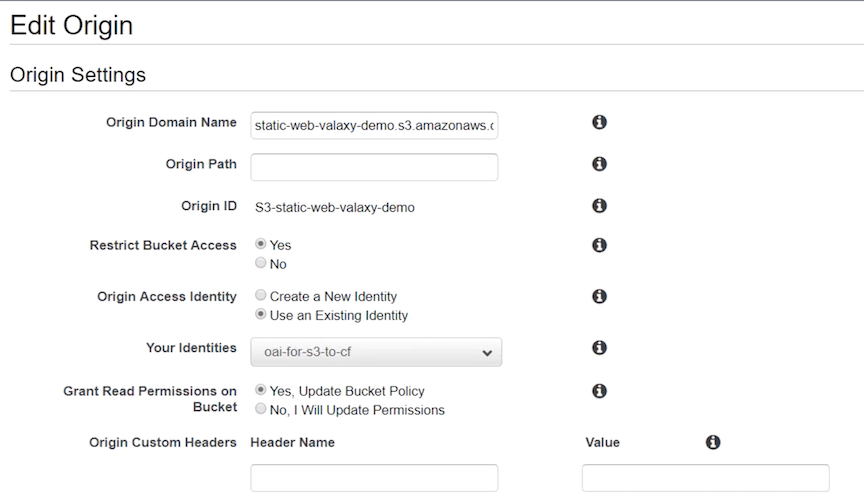 Edit Origin
Origin Settings
Origin Domain Name static-web-valaxy-demo.s3.amazonaws.c
Origin Path
Origin ID S3-static-web-valaxy-demo
Restrict Bucket Access Yes
No
Origin Access Identity Create a New Identity
Use an Existing Identity
Your Identities oai-for-s3-to-cf
Grant Read Permissions on Yes, Update Bucket Policy
Bucket No, I Will Update Permissions
Origin Custom Headers Header Name Value